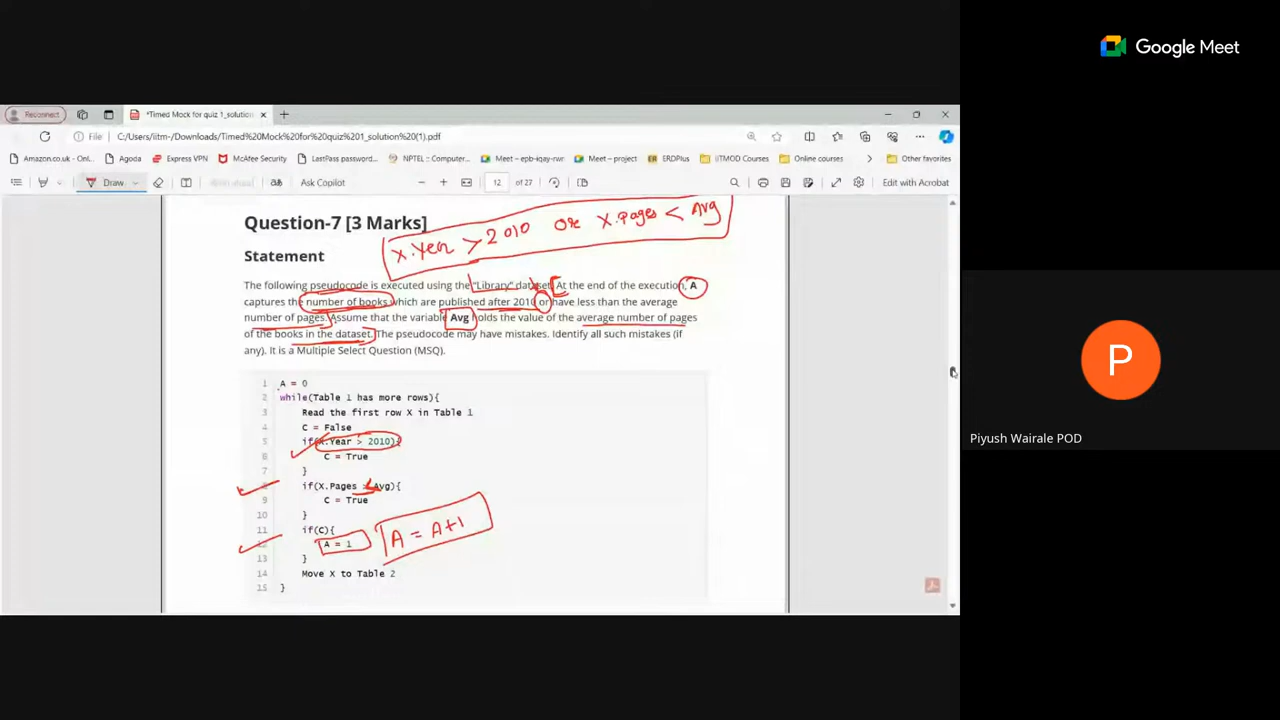 Google Meet
Reconnect
*Timed Mock for quiz 1_solution
File
C:/Users/iitm-/Downloads/Timed%20Mock%20for%20quiz%201_solution%20(1).pdf
Amazon.co.uk - Onl...
Agoda
Express VPN
McAfee Security
LastPass password...
NPTEL :: Computer...
Meet – epb-iqay-rwr
Meet – project
ERDPlus
IITMOD Courses
Online courses
Other favorites
Draw
Ask Copilot
12 of 27
Edit with Acrobat
Question-7 [3 Marks]
X.Year > 2010 Or X.Pages < Avg
Statement
The following pseudocode is executed using the "Library" dataset. At the end of the execution, A
captures the number of books which are published after 2010 or have less than the average
number of pages. Assume that the variable Avg holds the value of the average number of pages
of the books in the dataset. The pseudocode may have mistakes. Identify all such mistakes (if
any). It is a Multiple Select Question (MSQ).
1 A = 0
2 while(Table 1 has more rows){
3 Read the first row X in Table 1
4 C = False
5 if(X.Year > 2010){
6 C = True
7 }
8 if(X.Pages < Avg){
9 C = True
10 }
11 if(C){
12 A = 1
A = A+1
13 }
14 Move X to Table 2
15 }
P
Piyush Wairale POD